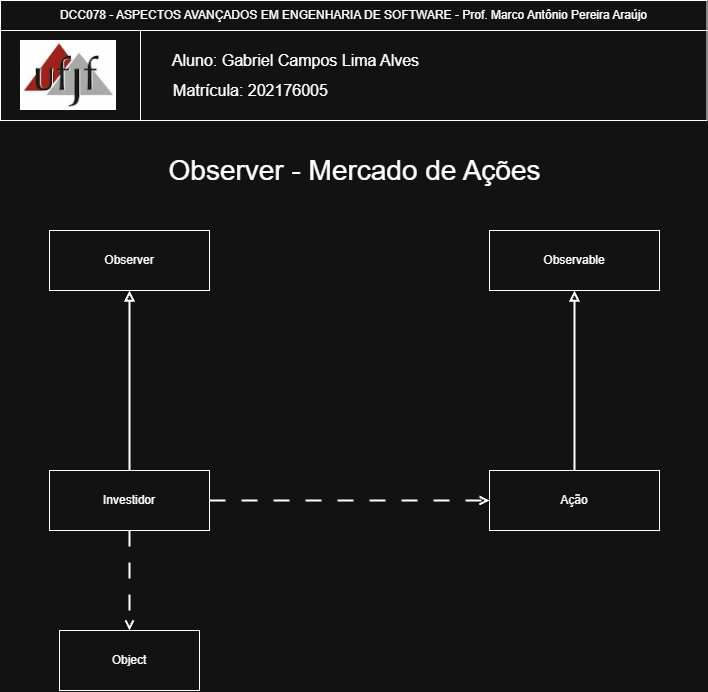 DCC078 - ASPECTOS AVANÇADOS EM ENGENHARIA DE SOFTWARE - Prof. Marco Antônio Pereira Araújo
ufjf
Aluno: Gabriel Campos Lima Alves
Matrícula: 202176005
Observer - Mercado de Ações
Observer
Observable
Investidor
Ação
Object